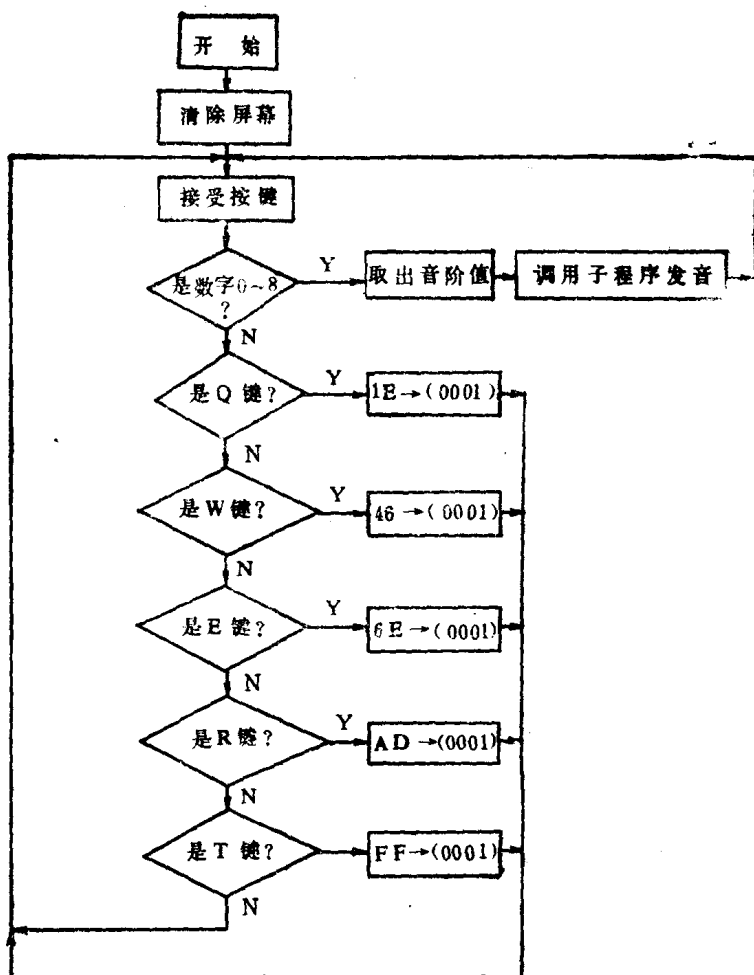 开 始
清除屏幕
接受按键
是数字0~8
?
Y
取出音阶值
调用子程序发音
N
是Q键?
Y
1E→(0001)
N
是W键?
Y
46→(0001)
N
是E键?
Y
6E→(0001)
N
是R链?
Y
AD→(0001)
N
是T键?
FF→(0001)
N